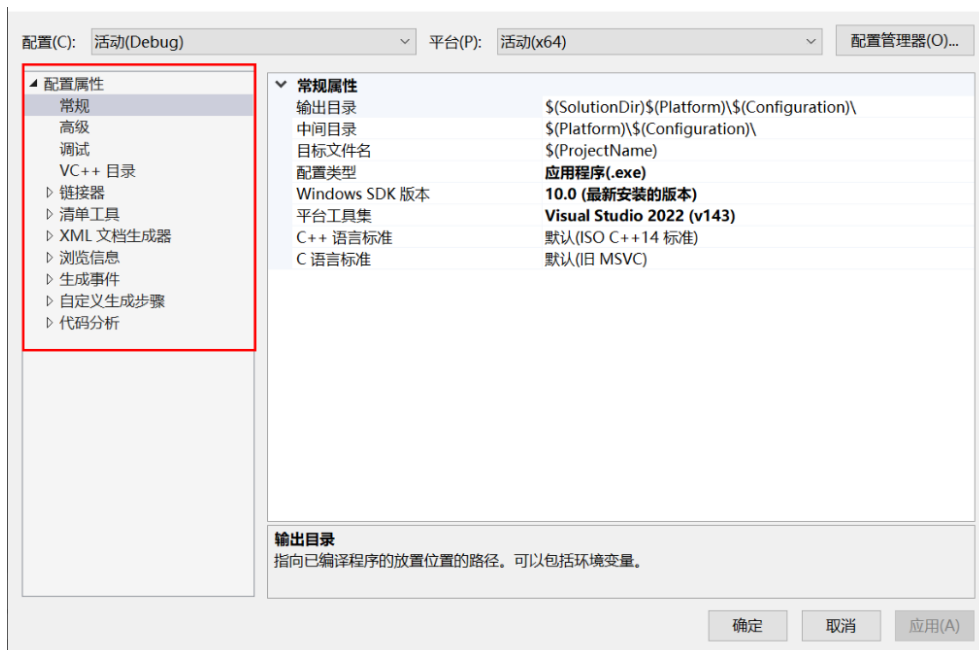 配置(C): 活动(Debug) 平台(P): 活动(x64) 配置管理器(O)...
配置属性
常规
高级
调试
VC++ 目录
链接器
清单工具
XML 文档生成器
浏览信息
生成事件
自定义生成步骤
代码分析
常规属性
输出目录 $(SolutionDir)$(Platform)\$(Configuration)\
中间目录 $(Platform)\$(Configuration)\
目标文件名 $(ProjectName)
配置类型 应用程序(.exe)
Windows SDK 版本 10.0 (最新安装的版本)
平台工具集 Visual Studio 2022 (v143)
C++ 语言标准 默认(ISO C++14 标准)
C 语言标准 默认(旧 MSVC)
输出目录
指向已编译程序的放置位置的路径。可以包括环境变量。
确定 取消 应用(A)